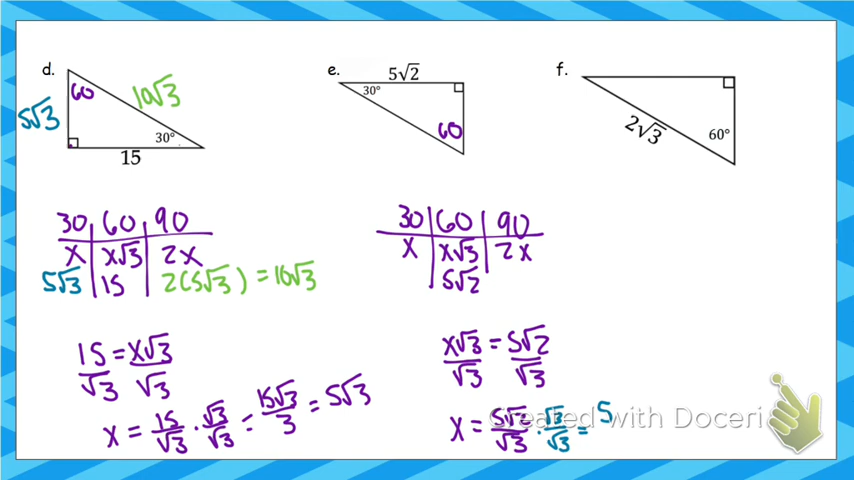 d.
60
10√3
5√3
30°
15
30 60 90
x x√3 2x
5√3 15 2(5√3) = 10√3
15 = x√3
√3 √3
x = 15/√3 · √3/√3 = 15√3/3 = 5√3
e.
5√2
30°
60
30 60 90
x x√3 2x
5√2
x√3 = 5√2
√3 √3
x = 5√2/√3 · √3/√3 = 5
f.
2√3
60°
Created with Doceri